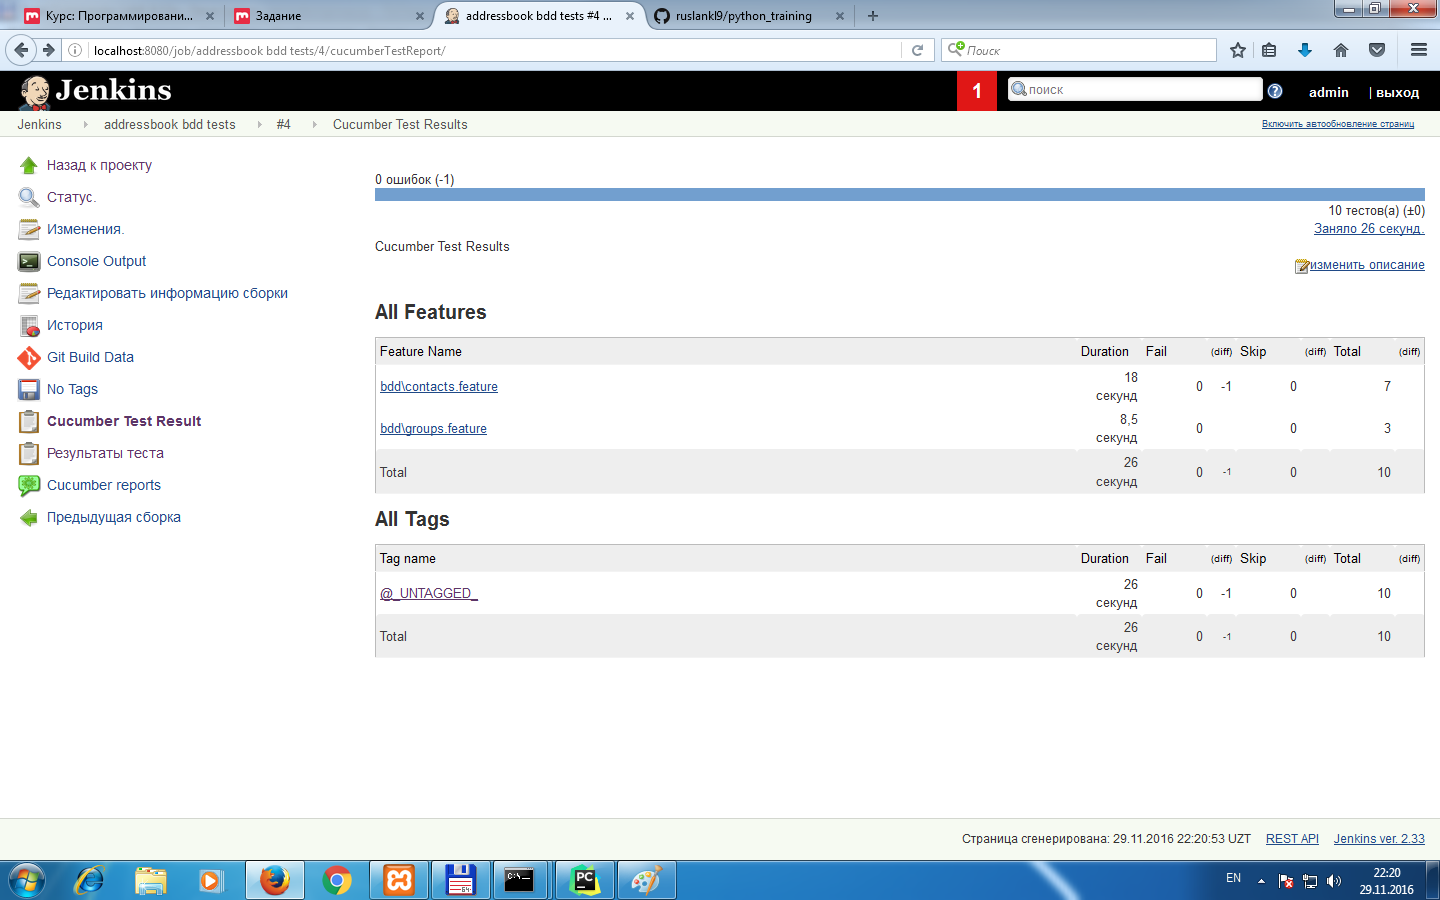 Курс: Программировани...
Задание
addressbook bdd tests #4 ...
ruslankl9/python_training
localhost:8080/job/addressbook bdd tests/4/cucumberTestReport/
Поиск
Jenkins
1
поиск
admin
| выход
Jenkins
addressbook bdd tests
#4
Cucumber Test Results
Включить автообновление страниц
Назад к проекту
Статус.
Изменения.
Console Output
Редактировать информацию сборки
История
Git Build Data
No Tags
Cucumber Test Result
Результаты теста
Cucumber reports
Предыдущая сборка
0 ошибок (-1)
10 тестов(а) (±0)
Заняло 26 секунд.
Cucumber Test Results
изменить описание
All Features
Feature Name Duration Fail (diff) Skip (diff) Total (diff)
bdd\contacts.feature 18 секунд 0 -1 0 7
bdd\groups.feature 8,5 секунд 0 0 3
Total 26 секунд 0 -1 0 10
All Tags
Tag name Duration Fail (diff) Skip (diff) Total (diff)
@_UNTAGGED_ 26 секунд 0 -1 0 10
Total 26 секунд 0 -1 0 10
Страница сгенерирована: 29.11.2016 22:20:53 UZT REST API Jenkins ver. 2.33
C:\_
64
PC
EN
22:20
29.11.2016